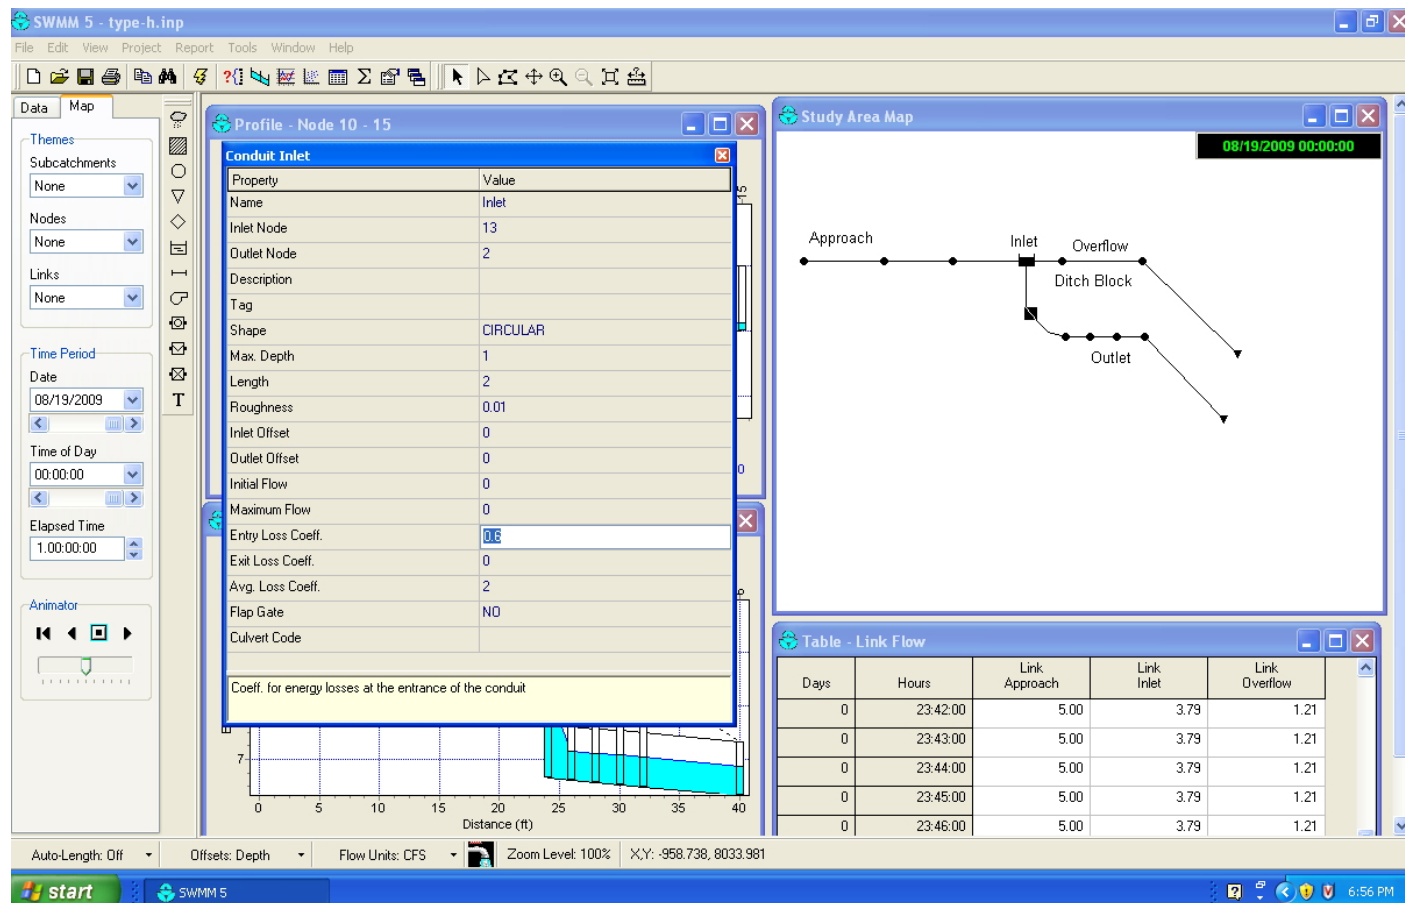 SWMM 5 - type-h.inp
File Edit View Project Report Tools Window Help
Data Map
Themes
Subcatchments
None
Nodes
None
Links
None
Time Period
Date
08/19/2009
Time of Day
00:00:00
Elapsed Time
1.00:00:00
Animator
T
Profile - Node 10 - 15
Conduit Inlet
Property Value
Name Inlet
Inlet Node 13
Outlet Node 2
Description
Tag
Shape CIRCULAR
Max. Depth 1
Length 2
Roughness 0.01
Inlet Offset 0
Outlet Offset 0
Initial Flow 0
Maximum Flow 0
Entry Loss Coeff. 0.6
Exit Loss Coeff. 0
Avg. Loss Coeff. 2
Flap Gate NO
Culvert Code
Coeff. for energy losses at the entrance of the conduit
7
0 5 10 15 20 25 30 35 40
Distance (ft)
Study Area Map
08/19/2009 00:00:00
Approach Inlet Overflow
Ditch Block
Outlet
Table - Link Flow
Days Hours Link Approach Link Inlet Link Overflow
0 23:42:00 5.00 3.79 1.21
0 23:43:00 5.00 3.79 1.21
0 23:44:00 5.00 3.79 1.21
0 23:45:00 5.00 3.79 1.21
0 23:46:00 5.00 3.79 1.21
Auto-Length: Off Offsets: Depth Flow Units: CFS Zoom Level: 100% X,Y: -958.738, 8033.981
start SWMM 5 6:56 PM